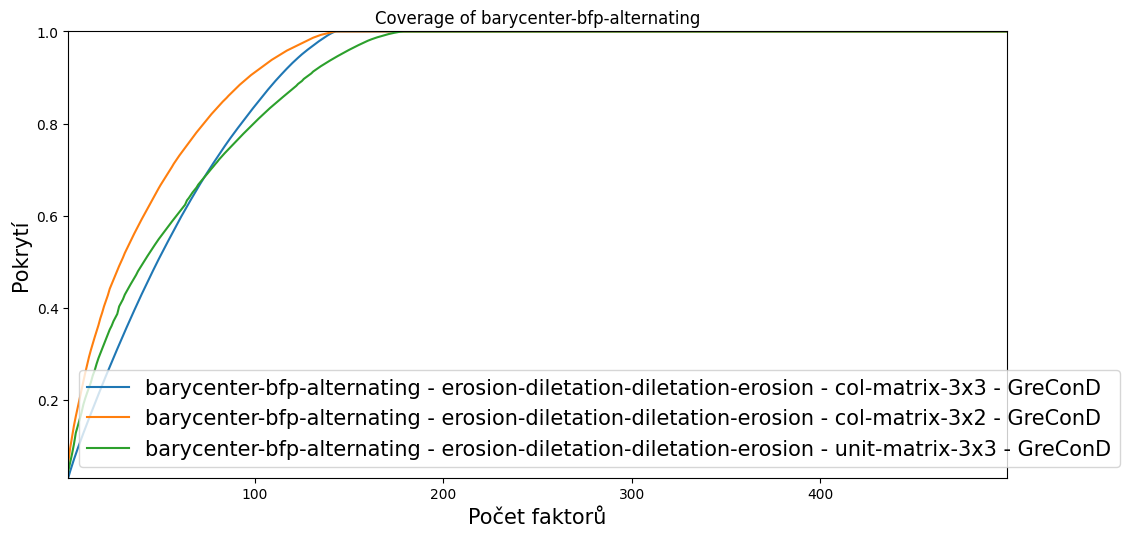 Coverage of barycenter-bfp-alternating
1.0
0.8
0.6
0.4
0.2
Pokrytí
barycenter-bfp-alternating - erosion-diletation-diletation-erosion - col-matrix-3x3 - GreConD
barycenter-bfp-alternating - erosion-diletation-diletation-erosion - col-matrix-3x2 - GreConD
barycenter-bfp-alternating - erosion-diletation-diletation-erosion - unit-matrix-3x3 - GreConD
100 200 300 400
Počet faktorů